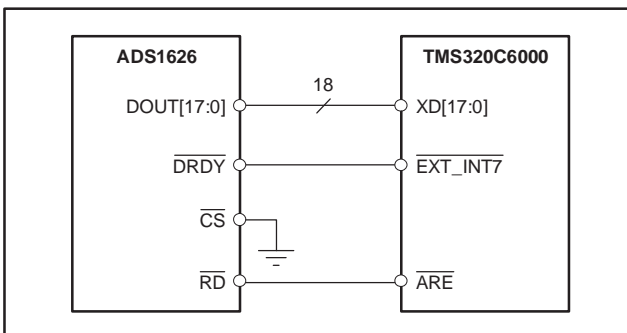 ADS1626 TMS320C6000
18
DOUT[17:0] XD[17:0]
DRDY EXT_INT7
CS
RD ARE